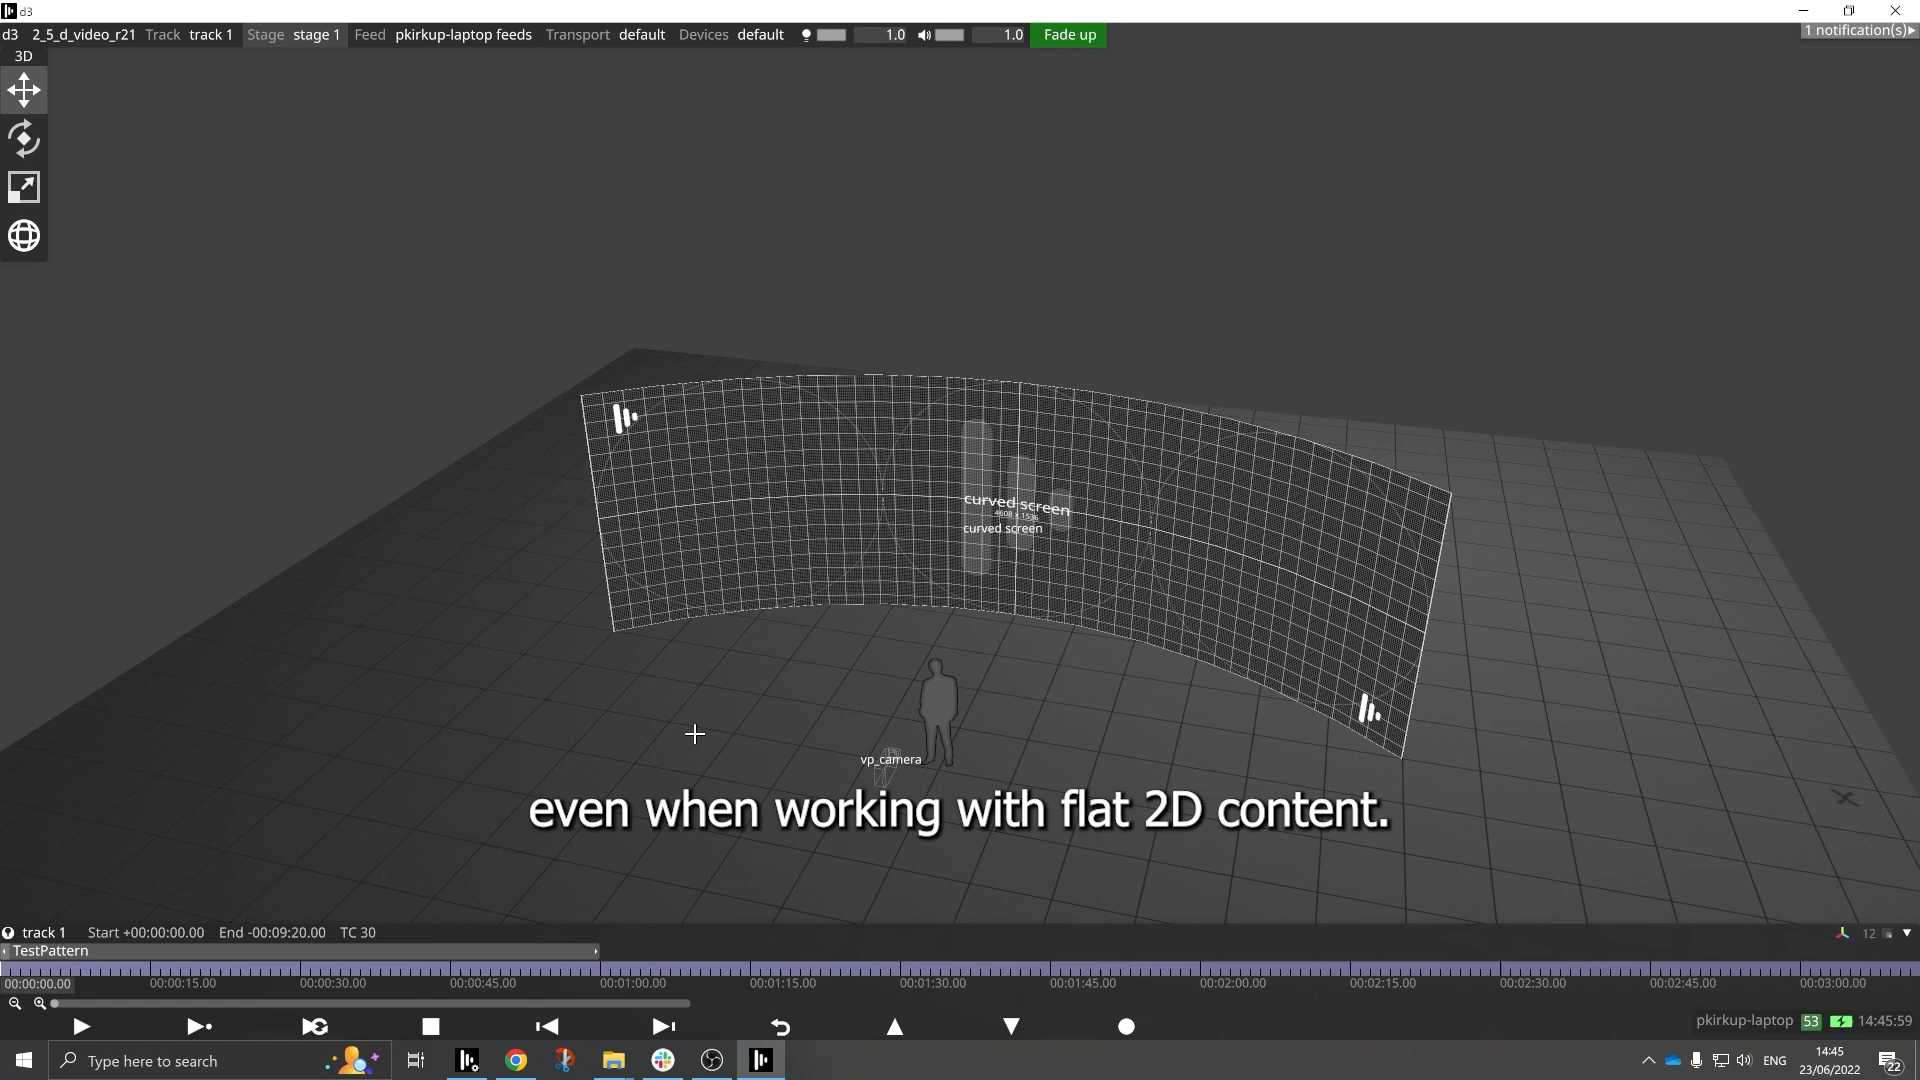 d3
d3 2_5_d_video_r21 Track track 1 Stage stage 1 Feed pkirkup-laptop feeds Transport default Devices default 1.0 1.0 Fade up
1 notification(s)
3D
curved screen
4608 x 1536
curved screen
vp_camera
even when working with flat 2D content.
track 1 Start +00:00:00.00 End -00:09:20.00 TC 30
12
TestPattern
00:00:00.00 00:00:15.00 00:00:30.00 00:00:45.00 00:01:00.00 00:01:15.00 00:01:30.00 00:01:45.00 00:02:00.00 00:02:15.00 00:02:30.00 00:02:45.00 00:03:00.00
pkirkup-laptop 53 14:45:59
Type here to search
ENG
14:45
23/06/2022
22